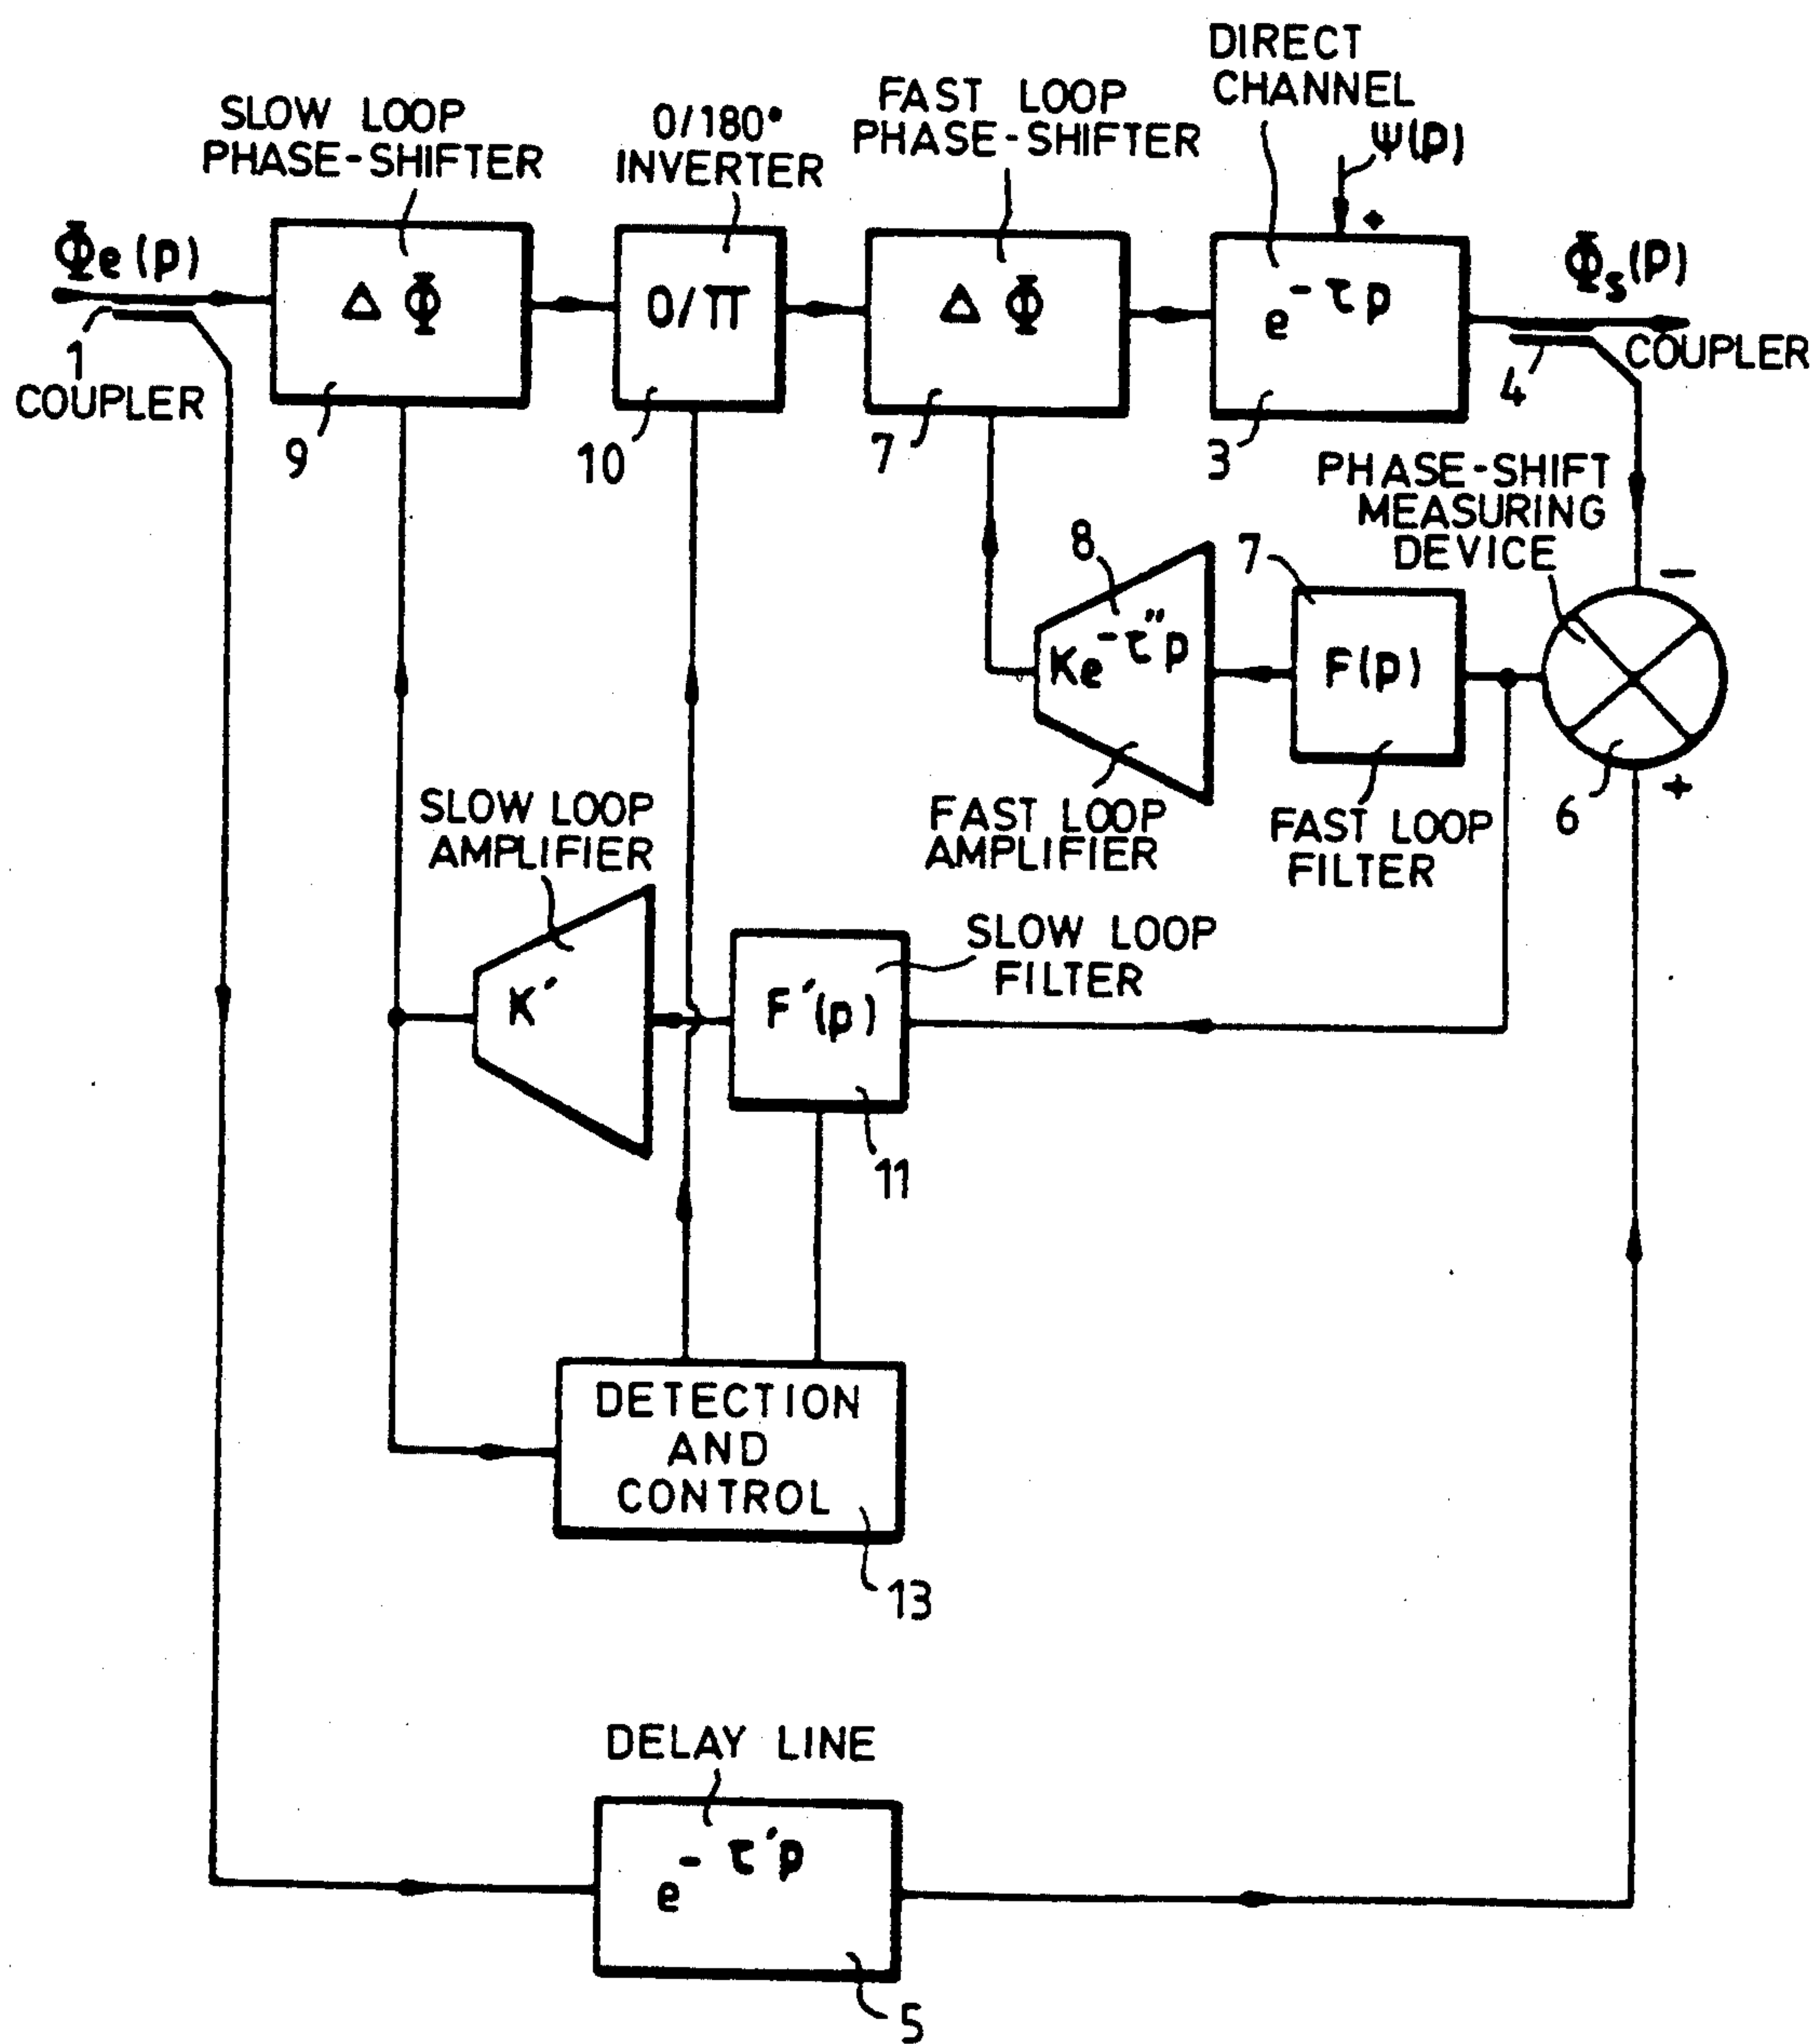 DIRECT
CHANNEL
Ψ(p)
SLOW LOOP
PHASE-SHIFTER
0/180°
INVERTER
FAST LOOP
PHASE-SHIFTER
Φe(p)
ΔΦ
0/Π
ΔΦ
e^-τp
+
Φs(p)
1
COUPLER
9
10
7
3
4
COUPLER
PHASE-SHIFT
MEASURING
DEVICE
8
Ke^-τ"p
7
F(p)
−
+
6
FAST LOOP
AMPLIFIER
FAST LOOP
FILTER
SLOW LOOP
AMPLIFIER
K′
F′(p)
SLOW LOOP
FILTER
11
DETECTION
AND
CONTROL
13
DELAY LINE
e^-τ′p
5